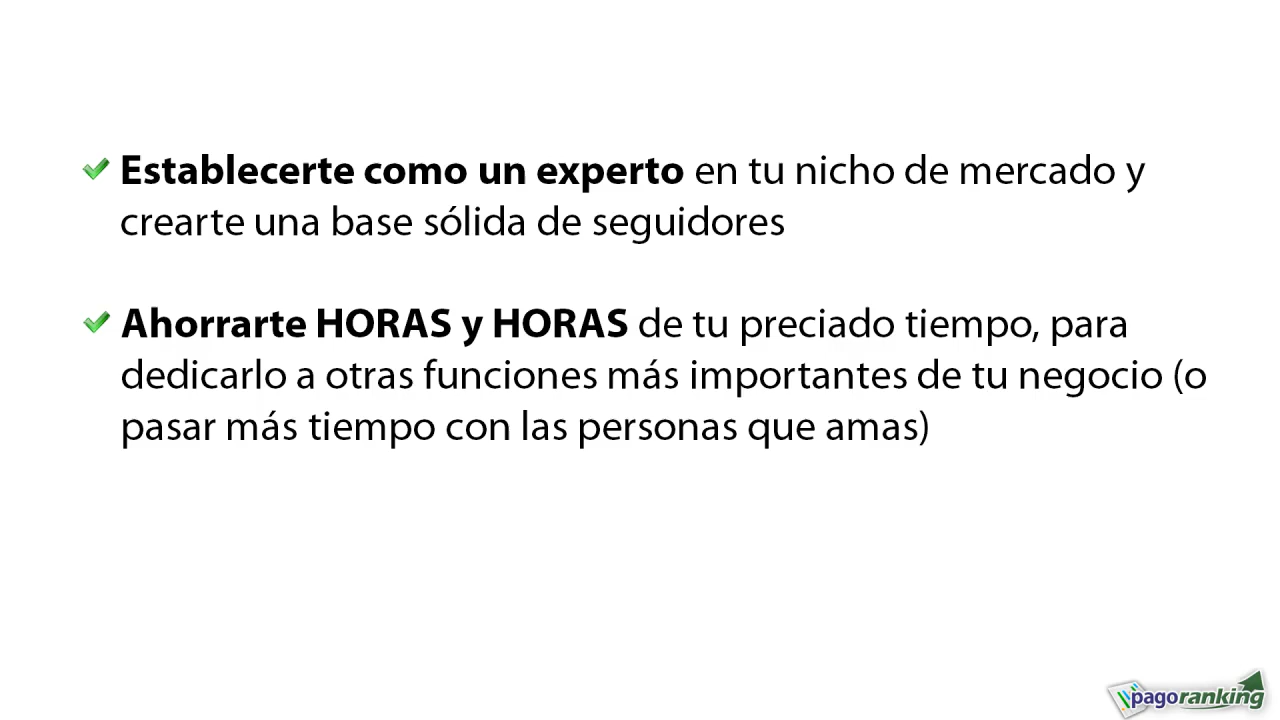 Establecerte como un experto en tu nicho de mercado y
crearte una base sólida de seguidores
Ahorrarte HORAS y HORAS de tu preciado tiempo, para
dedicarlo a otras funciones más importantes de tu negocio (o
pasar más tiempo con las personas que amas)
pagoranking